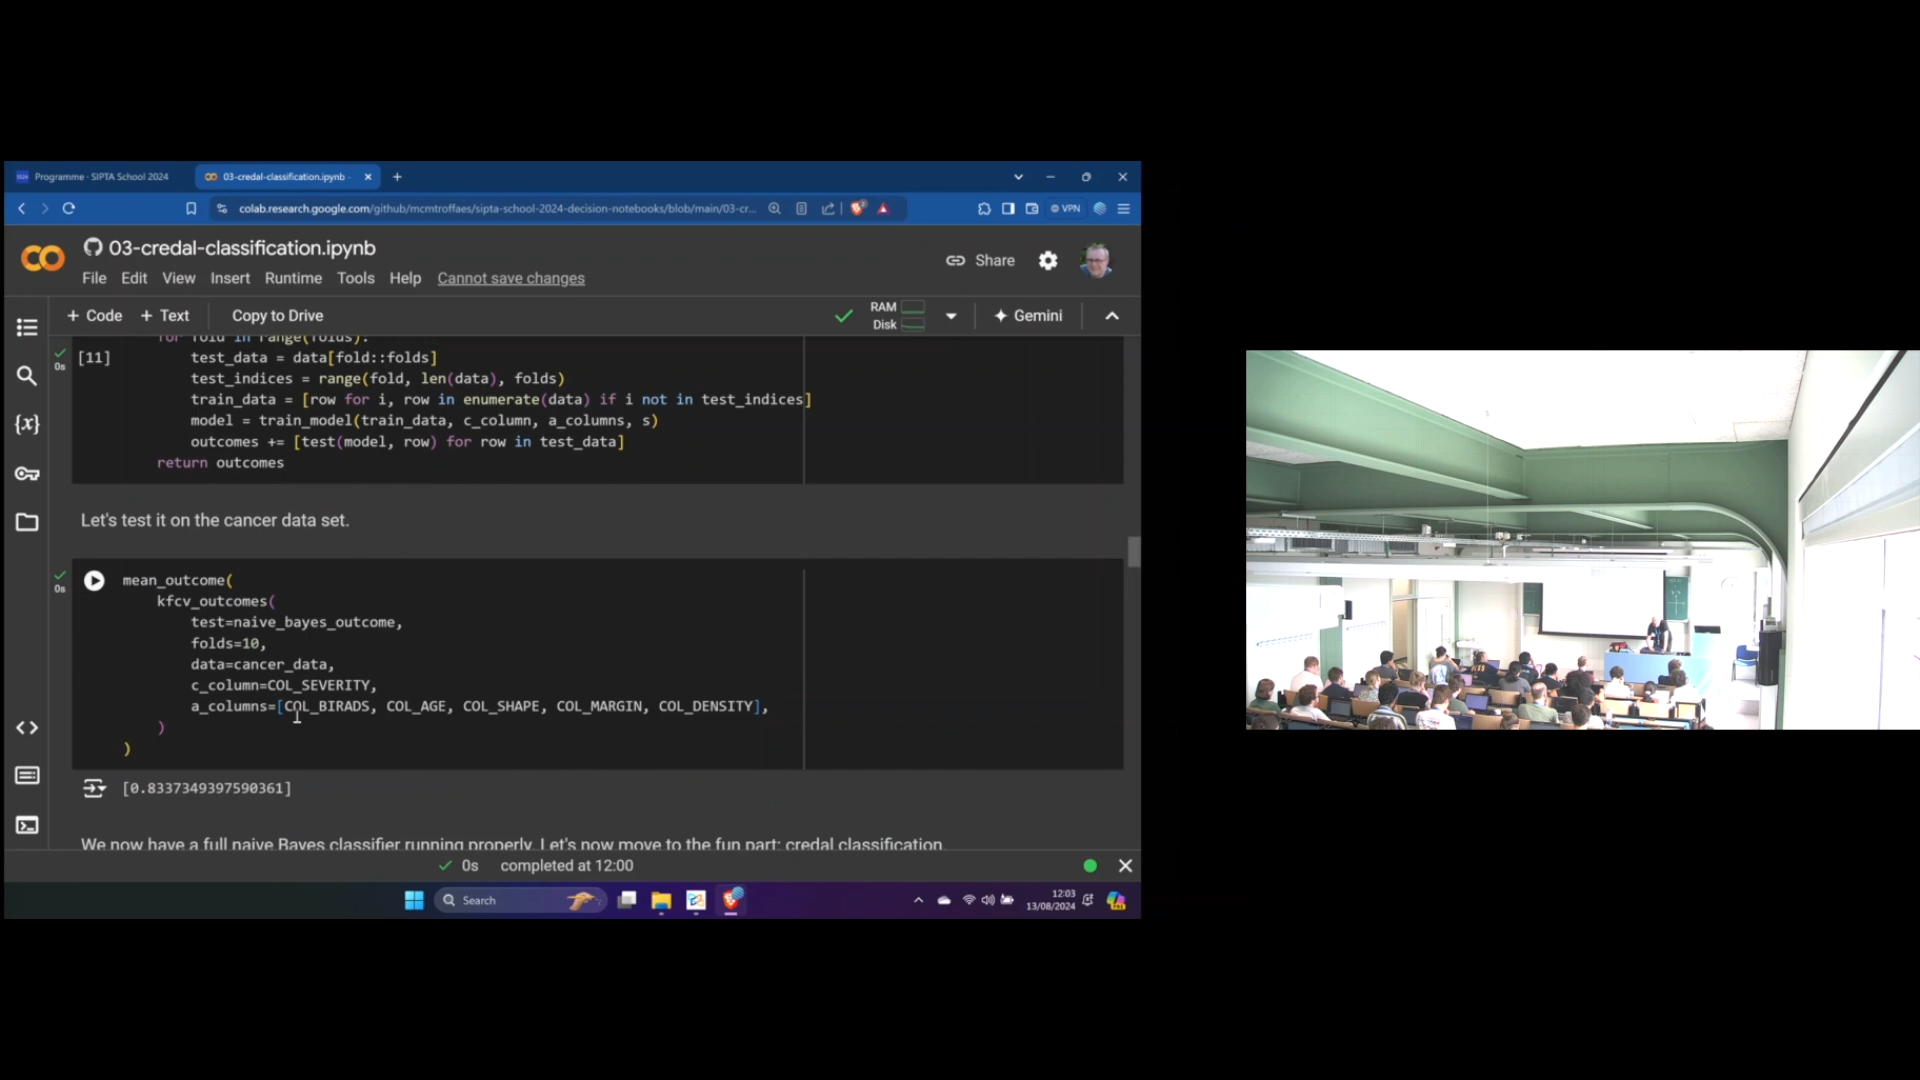 Programme - SIPTA School 2024
03-credal-classification.ipynb
colab.research.google.com/github/mcmtroffaes/sipta-school-2024-decision-notebooks/blob/main/03-cr...
VPN
03-credal-classification.ipynb
Share
File Edit View Insert Runtime Tools Help Cannot save changes
+ Code + Text Copy to Drive
RAM
Disk
Gemini
for fold in range(folds):
0s
[11]
test_data = data[fold::folds]
test_indices = range(fold, len(data), folds)
train_data = [row for i, row in enumerate(data) if i not in test_indices]
model = train_model(train_data, c_column, a_columns, s)
outcomes += [test(model, row) for row in test_data]
return outcomes
Let's test it on the cancer data set.
0s
mean_outcome(
kfcv_outcomes(
test=naive_bayes_outcome,
folds=10,
data=cancer_data,
c_column=COL_SEVERITY,
a_columns=[COL_BIRADS, COL_AGE, COL_SHAPE, COL_MARGIN, COL_DENSITY],
)
)
[0.8337349397590361]
We now have a full naive Bayes classifier running properly. Let's now move to the fun part: credal classification.
0s completed at 12:00
Search
12:03
13/08/2024